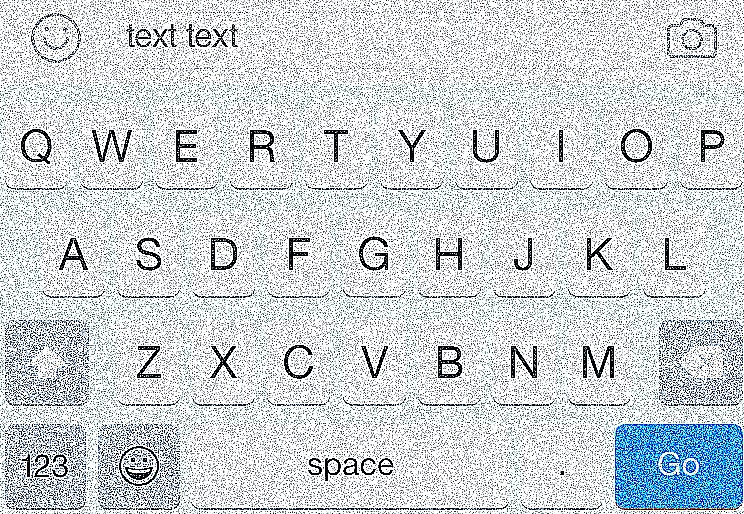 text text
Q W E R T Y U I O P
A S D F G H J K L
Z X C V B N M
123 space . Go